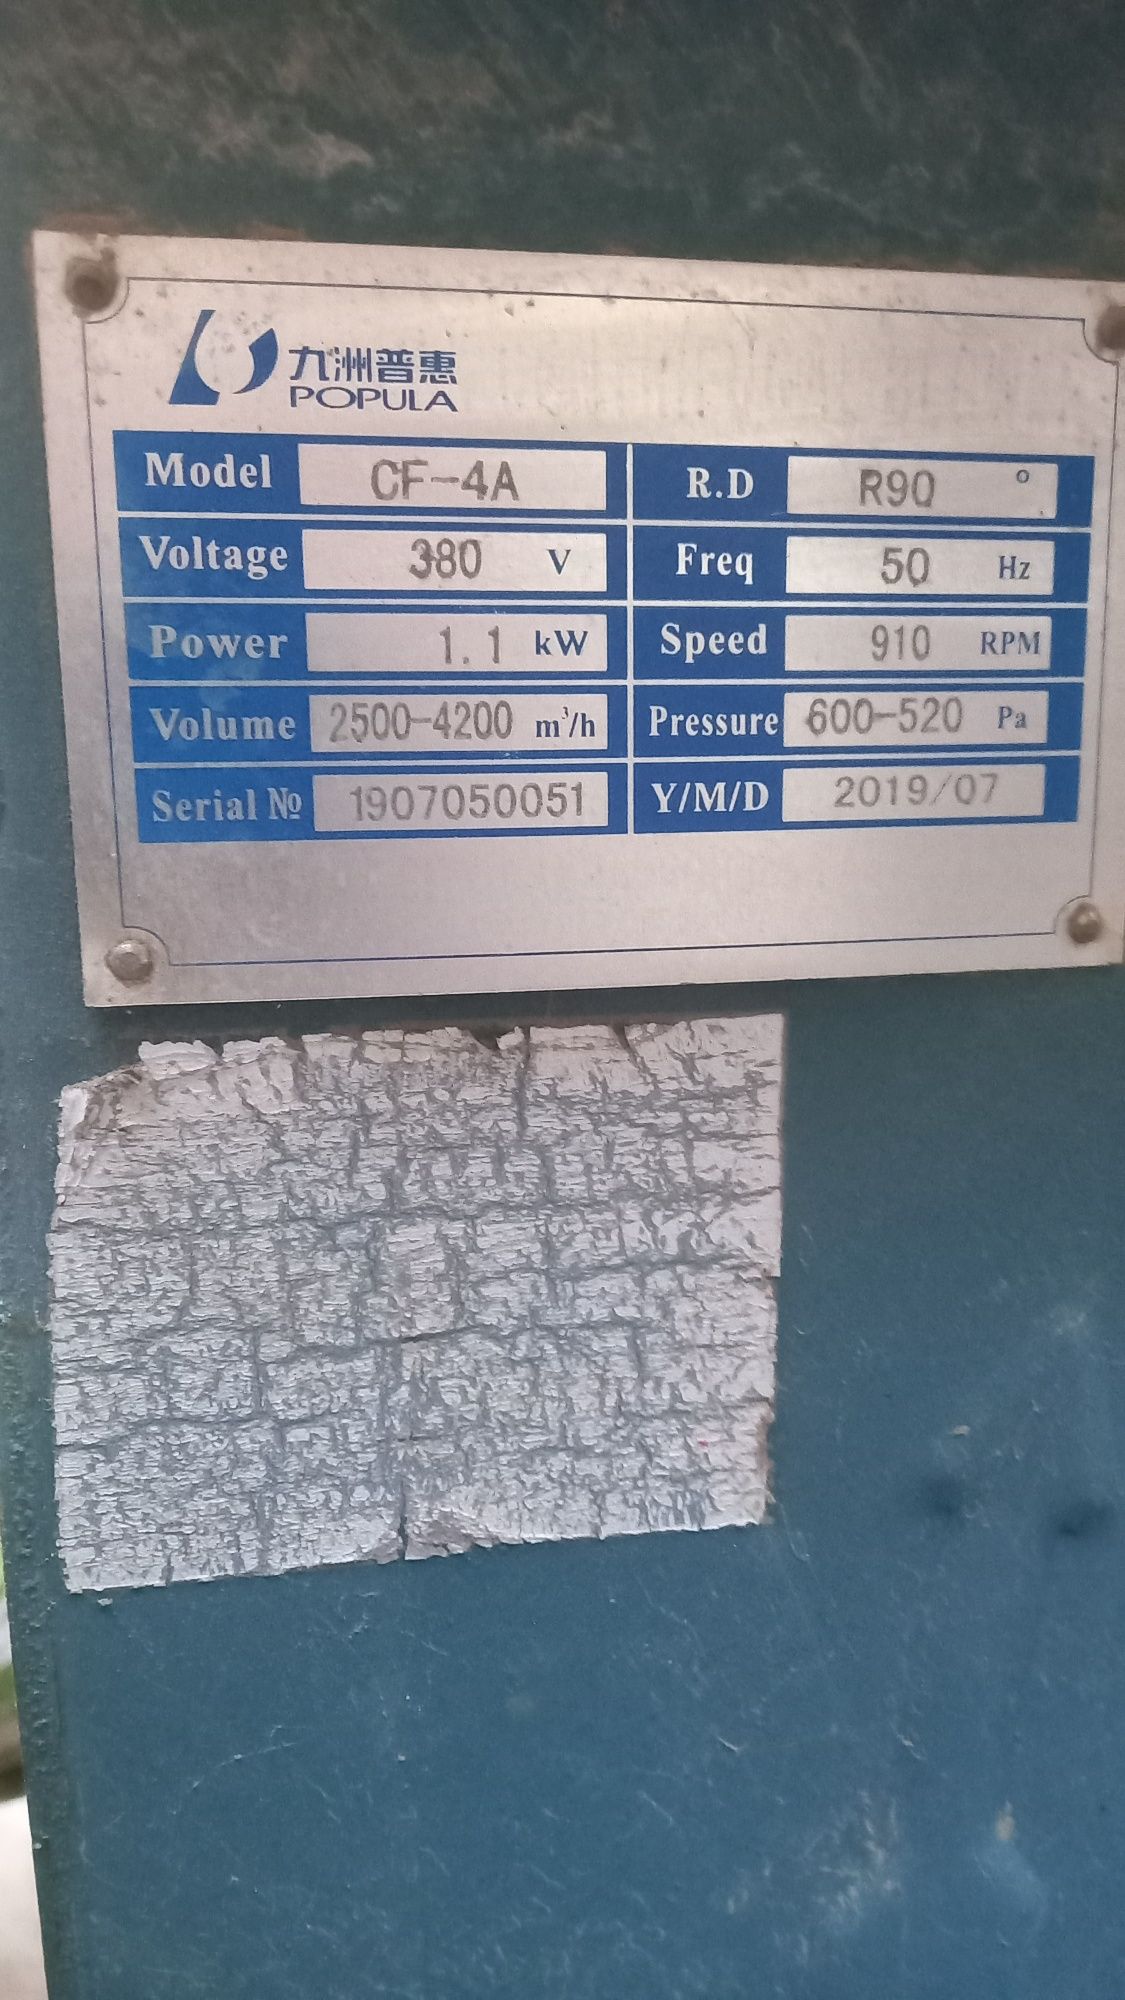 九洲普惠
POPULA
Model CF-4A R.D R90 °
Voltage 380 V Freq 50 Hz
Power 1.1 kW Speed 910 RPM
Volume 2500-4200 m³/h Pressure 600-520 Pa
Serial № 1907050051 Y/M/D 2019/07